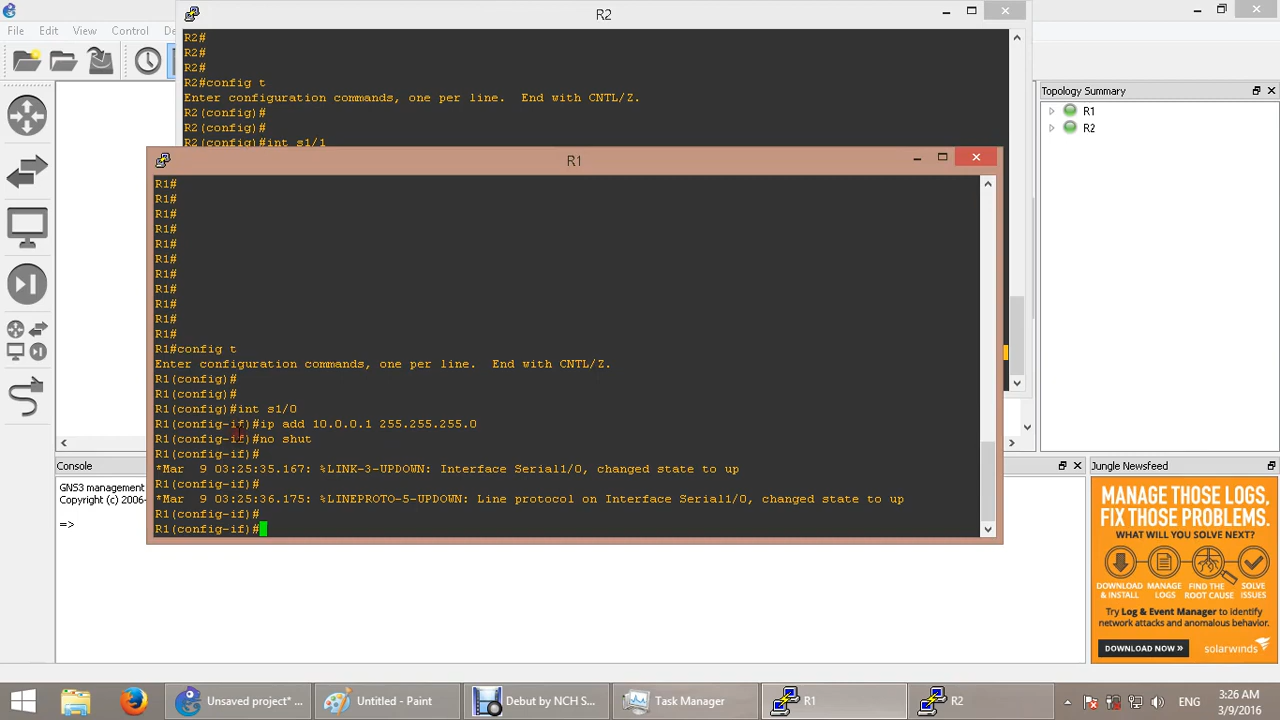 R2
File Edit View Control De
R2#
R2#
R2#
R2#config t
Enter configuration commands, one per line.  End with CNTL/Z.
R2(config)#
R2(config)#
R2(config)#int s1/1
Topology Summary
R1
R2
R1
R1#
R1#
R1#
R1#
R1#
R1#
R1#
R1#
R1#
R1#
R1#
R1#config t
Enter configuration commands, one per line.  End with CNTL/Z.
R1(config)#
R1(config)#
R1(config)#int s1/0
R1(config-if)#ip add 10.0.0.1 255.255.255.0
R1(config-if)#no shut
R1(config-if)#
*Mar  9 03:25:35.167: %LINK-3-UPDOWN: Interface Serial1/0, changed state to up
R1(config-if)#
*Mar  9 03:25:36.175: %LINEPROTO-5-UPDOWN: Line protocol on Interface Serial1/0, changed state to up
R1(config-if)#
R1(config-if)#
Console
GNS3 management
Copyright (c) 2006-
=>
Jungle Newsfeed
MANAGE THOSE LOGS,
FIX THOSE PROBLEMS.
WHAT WILL YOU SOLVE NEXT?
DOWNLOAD & INSTALL
MANAGE LOGS
FIND THE ROOT CAUSE
SOLVE ISSUES
Try Log & Event Manager to identify
network attacks and anomalous behavior.
DOWNLOAD NOW »
solarwinds
Unsaved project* ...
Untitled - Paint
Debut by NCH S...
Task Manager
R1
R2
ENG
3:26 AM
3/9/2016